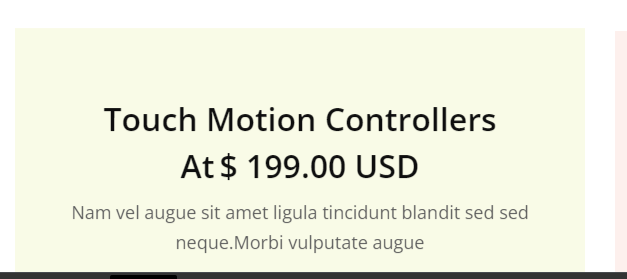 Touch Motion Controllers
At $ 199.00 USD
Nam vel augue sit amet ligula tincidunt blandit sed sed
neque.Morbi vulputate augue